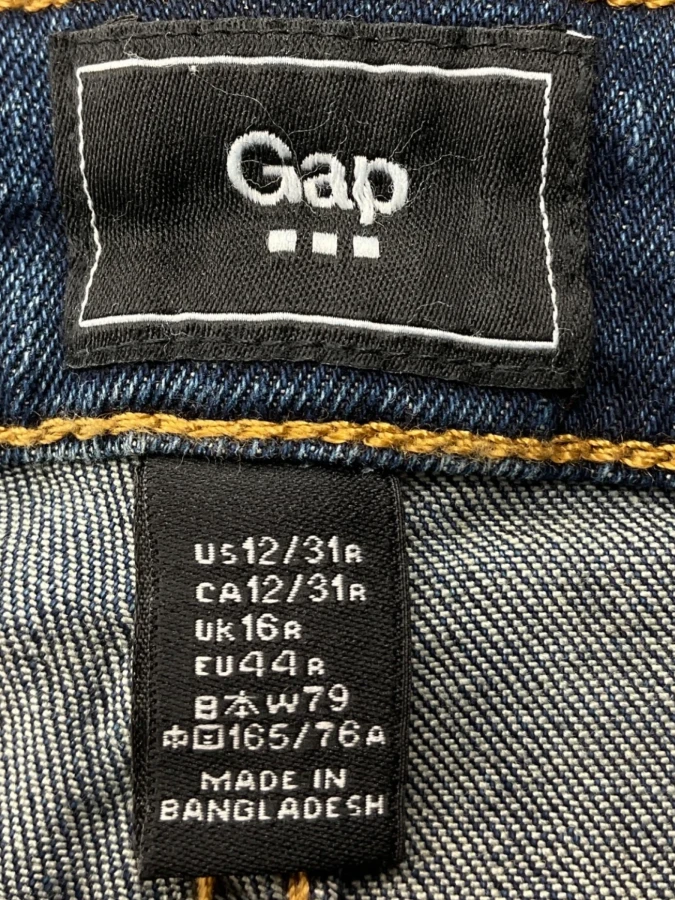 Gap
US12/31R
CA12/31R
UK16R
EU44R
日本W79
中国165/76A
MADE IN
BANGLADESH